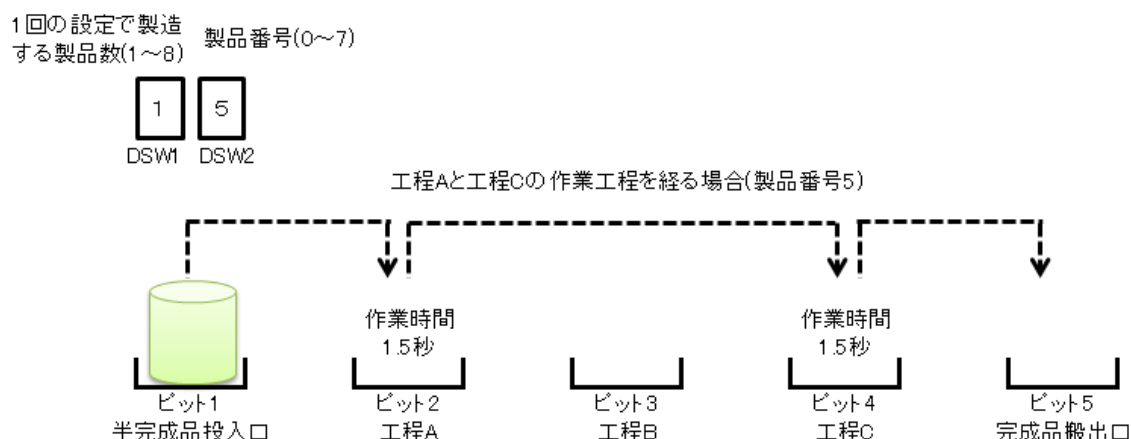 1回の設定で製造
する製品数(1～8)
製品番号(0～7)
1
5
DSW1
DSW2
工程Aと工程Cの作業工程を経る場合(製品番号5)
作業時間
1.5秒
作業時間
1.5秒
ピット1
ピット2
ピット3
ピット4
ピット5
半完成品投入口
工程A
工程B
工程C
完成品搬出口